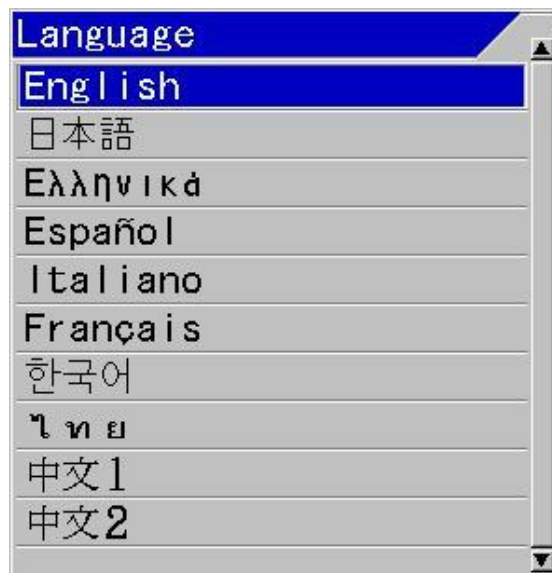 Language
English
日本語
Ελληνικά
Español
Italiano
Français
한국어
ไทย
中文1
中文2